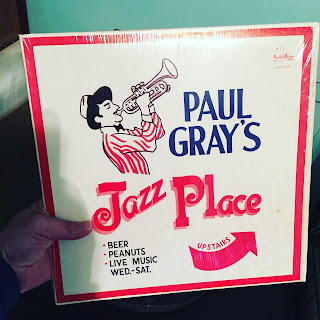 PAUL
GRAY'S
Jazz Place
• BEER
• PEANUTS
• LIVE MUSIC
WED.-SAT.
UPSTAIRS